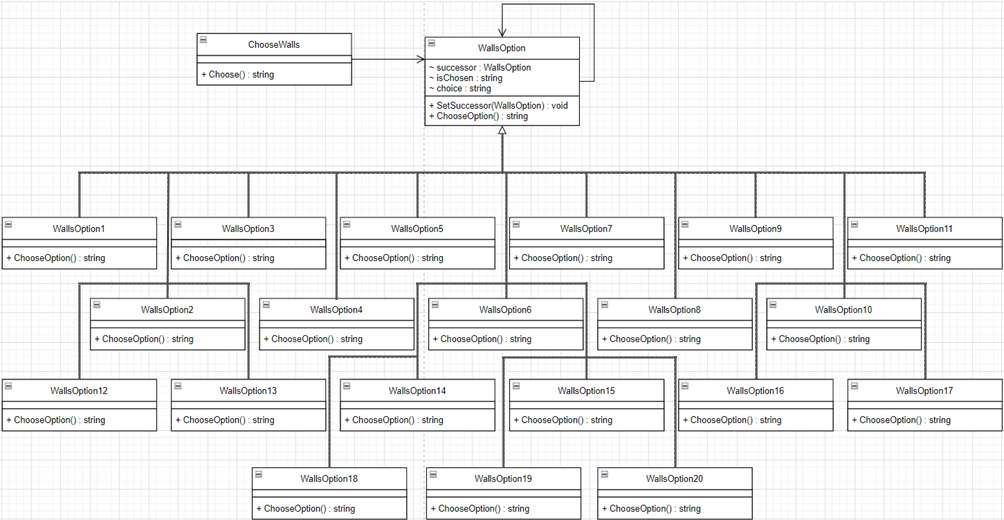 ChooseWalls
+ Choose() : string
WallsOption
~ successor : WallsOption
~ isChosen : string
~ choice : string
+ SetSuccessor(WallsOption) : void
+ ChooseOption() : string
WallsOption1
+ ChooseOption() : string
WallsOption3
+ ChooseOption() : string
WallsOption5
+ ChooseOption() : string
WallsOption7
+ ChooseOption() : string
WallsOption9
+ ChooseOption() : string
WallsOption11
+ ChooseOption() : string
WallsOption2
+ ChooseOption() : string
WallsOption4
+ ChooseOption() : string
WallsOption6
+ ChooseOption() : string
WallsOption8
+ ChooseOption() : string
WallsOption10
+ ChooseOption() : string
WallsOption12
+ ChooseOption() : string
WallsOption13
+ ChooseOption() : string
WallsOption14
+ ChooseOption() : string
WallsOption15
+ ChooseOption() : string
WallsOption16
+ ChooseOption() : string
WallsOption17
+ ChooseOption() : string
WallsOption18
+ ChooseOption() : string
WallsOption19
+ ChooseOption() : string
WallsOption20
+ ChooseOption() : string